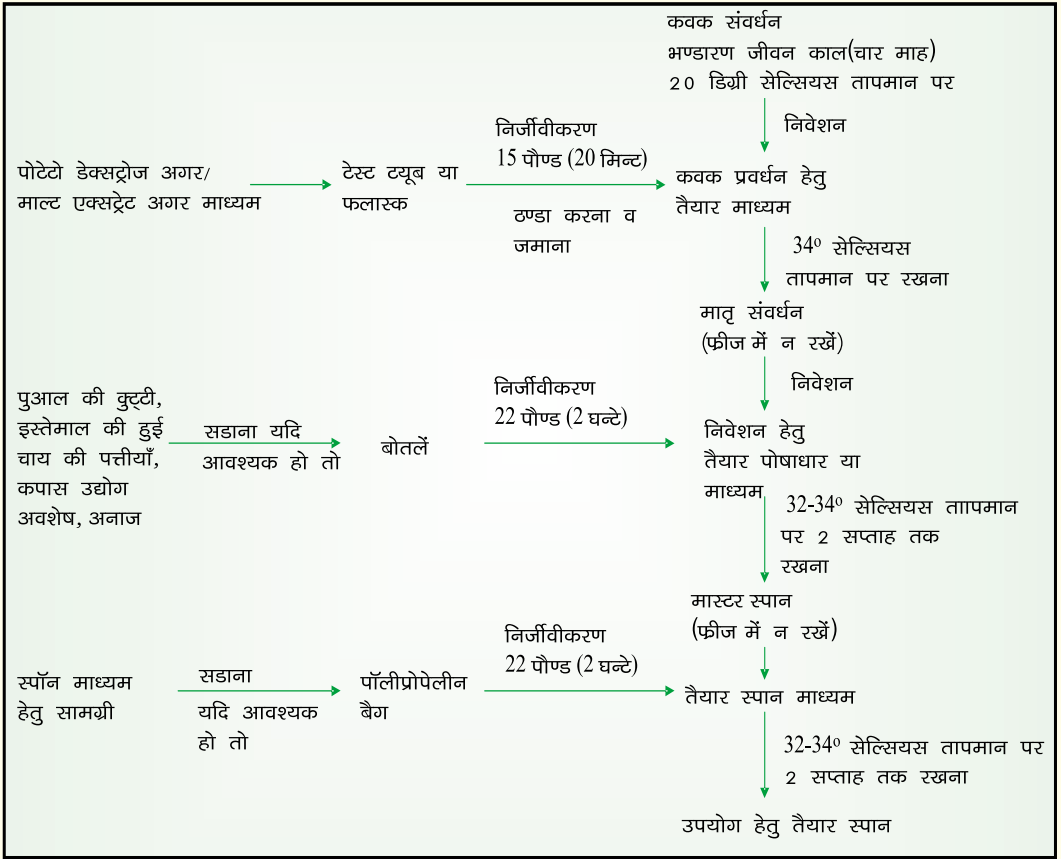 कवक संवर्धन
भण्डारण जीवन काल(चार माह)
20 डिग्री सेल्सियस तापमान पर
निवेशन
निर्जीवीकरण
15 पौण्ड (20 मिन्ट)
पोटेटो डेक्सट्रोज अगर/
माल्ट एक्सट्रेट अगर माध्यम
टेस्ट टयूब या
फलास्क
ठण्डा करना व
जमाना
कवक प्रवर्धन हेतु
तैयार माध्यम
34º सेल्सियस
तापमान पर रखना
मातृ संवर्धन
(फ्रीज में न रखें)
निवेशन
पुआल की कुट्टी,
इस्तेमाल की हुई
चाय की पत्तीयाँ,
कपास उद्योग
अवशेष, अनाज
सडाना यदि
आवश्यक हो तो
बोतलें
निर्जीवीकरण
22 पौण्ड (2 घन्टे)
निवेशन हेतु
तैयार पोषाधार या
माध्यम
32-34º सेल्सियस ताापमान
पर 2 सप्ताह तक
रखना
मास्टर स्पान
(फ्रीज में न रखें)
स्पॉन माध्यम
हेतु सामग्री
सडाना
यदि आवश्यक
हो तो
पॉलीप्रोपेलीन
बैग
निर्जीवीकरण
22 पौण्ड (2 घन्टे)
तैयार स्पान माध्यम
32-34º सेल्सियस तापमान पर
2 सप्ताह तक रखना
उपयोग हेतु तैयार स्पान